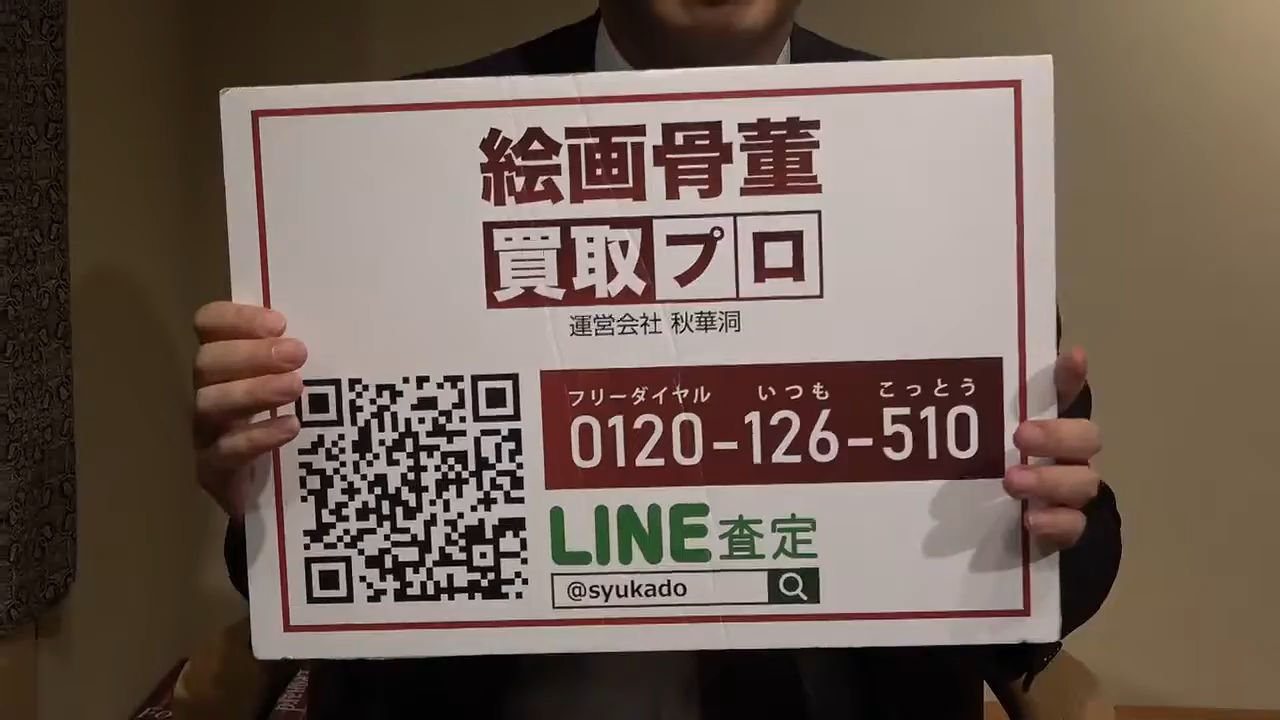 絵画骨董
買取プロ
運営会社 秋華洞
フリーダイヤル いつも こっとう
0120-126-510
LINE査定
@syukado